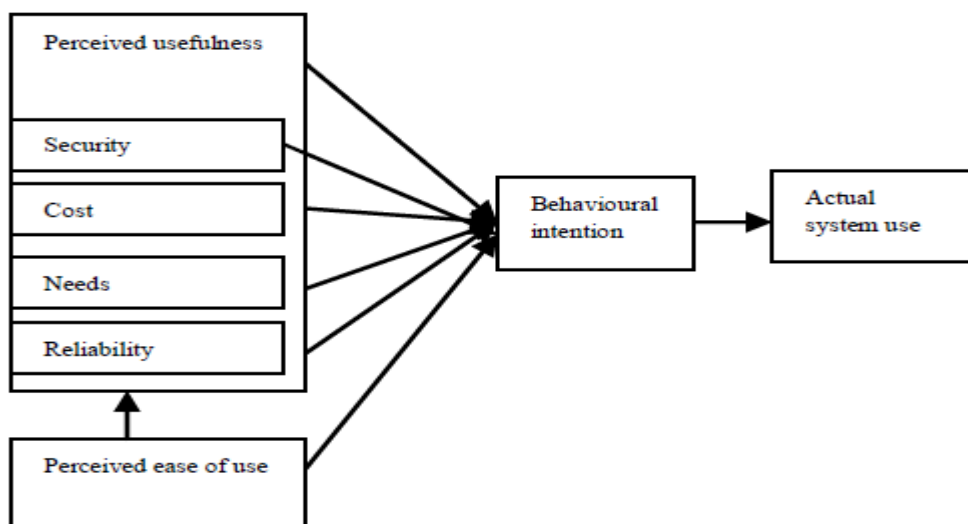 Perceived usefulness
Security
Cost
Needs
Reliability
Perceived ease of use
Behavioural
intention
Actual
system use